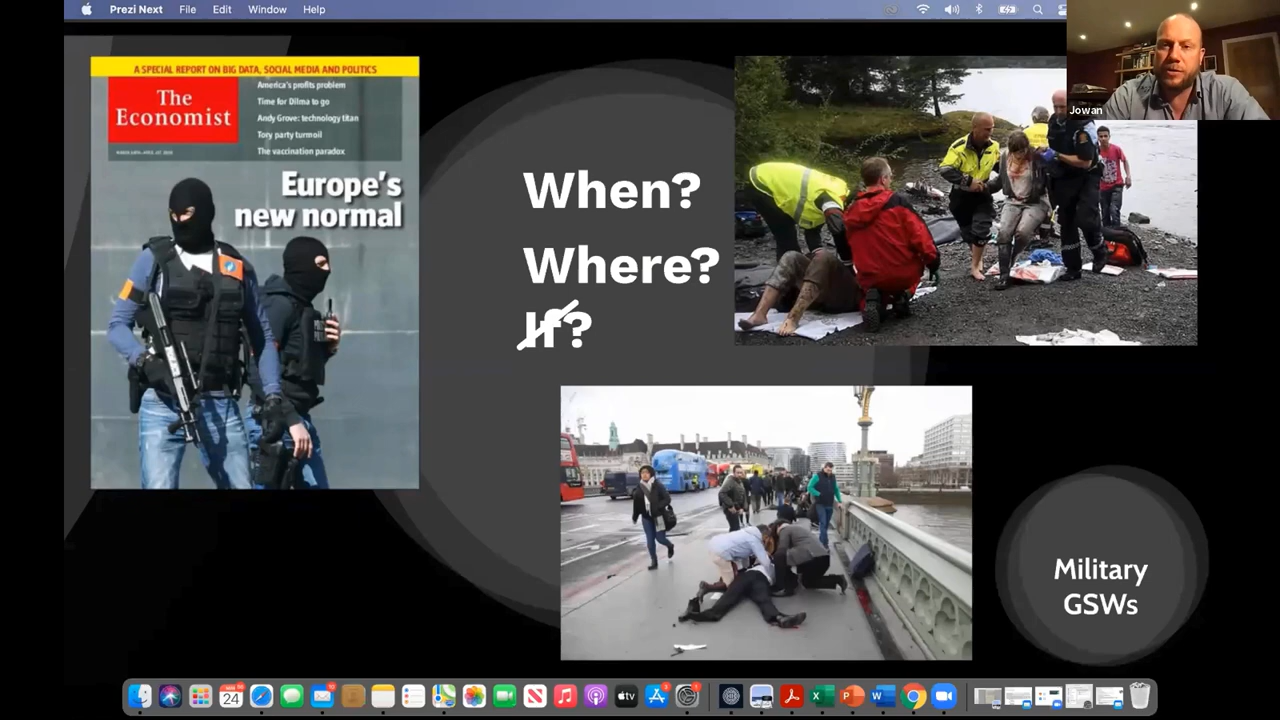 Prezi Next File Edit Window Help
A SPECIAL REPORT ON BIG DATA, SOCIAL MEDIA AND POLITICS
The
Economist
America's profits problem
Time for Dilma to go
Andy Grove: technology titan
Tory party turmoil
The vaccination paradox
Europe's
new normal
When?
Where?
If?
Jowan
Military
GSWs
24